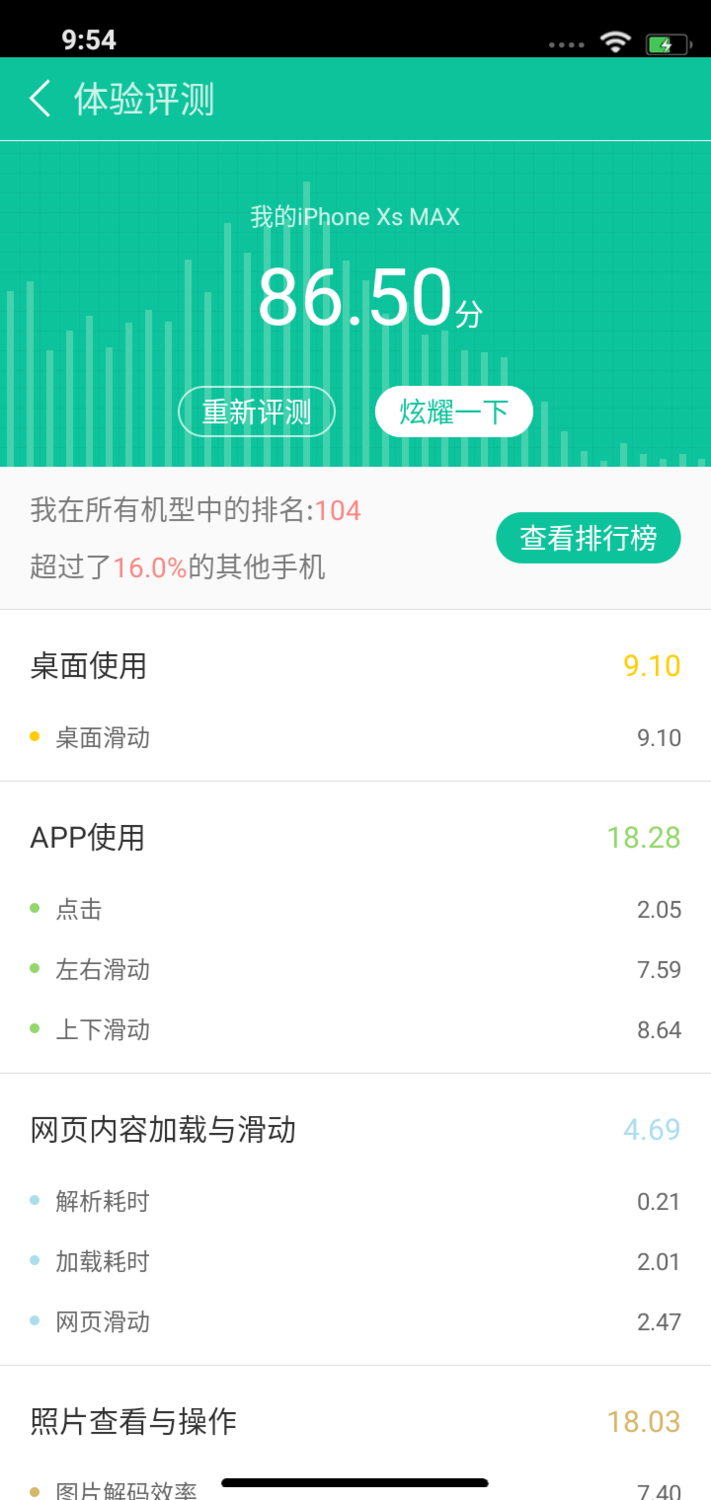 9:54
体验评测
我的iPhone Xs MAX
86.50分
重新评测
炫耀一下
我在所有机型中的排名:104
超过了16.0%的其他手机
查看排行榜
桌面使用 9.10
桌面滑动 9.10
APP使用 18.28
点击 2.05
左右滑动 7.59
上下滑动 8.64
网页内容加载与滑动 4.69
解析耗时 0.21
加载耗时 2.01
网页滑动 2.47
照片查看与操作 18.03
图片解码效率 7.40